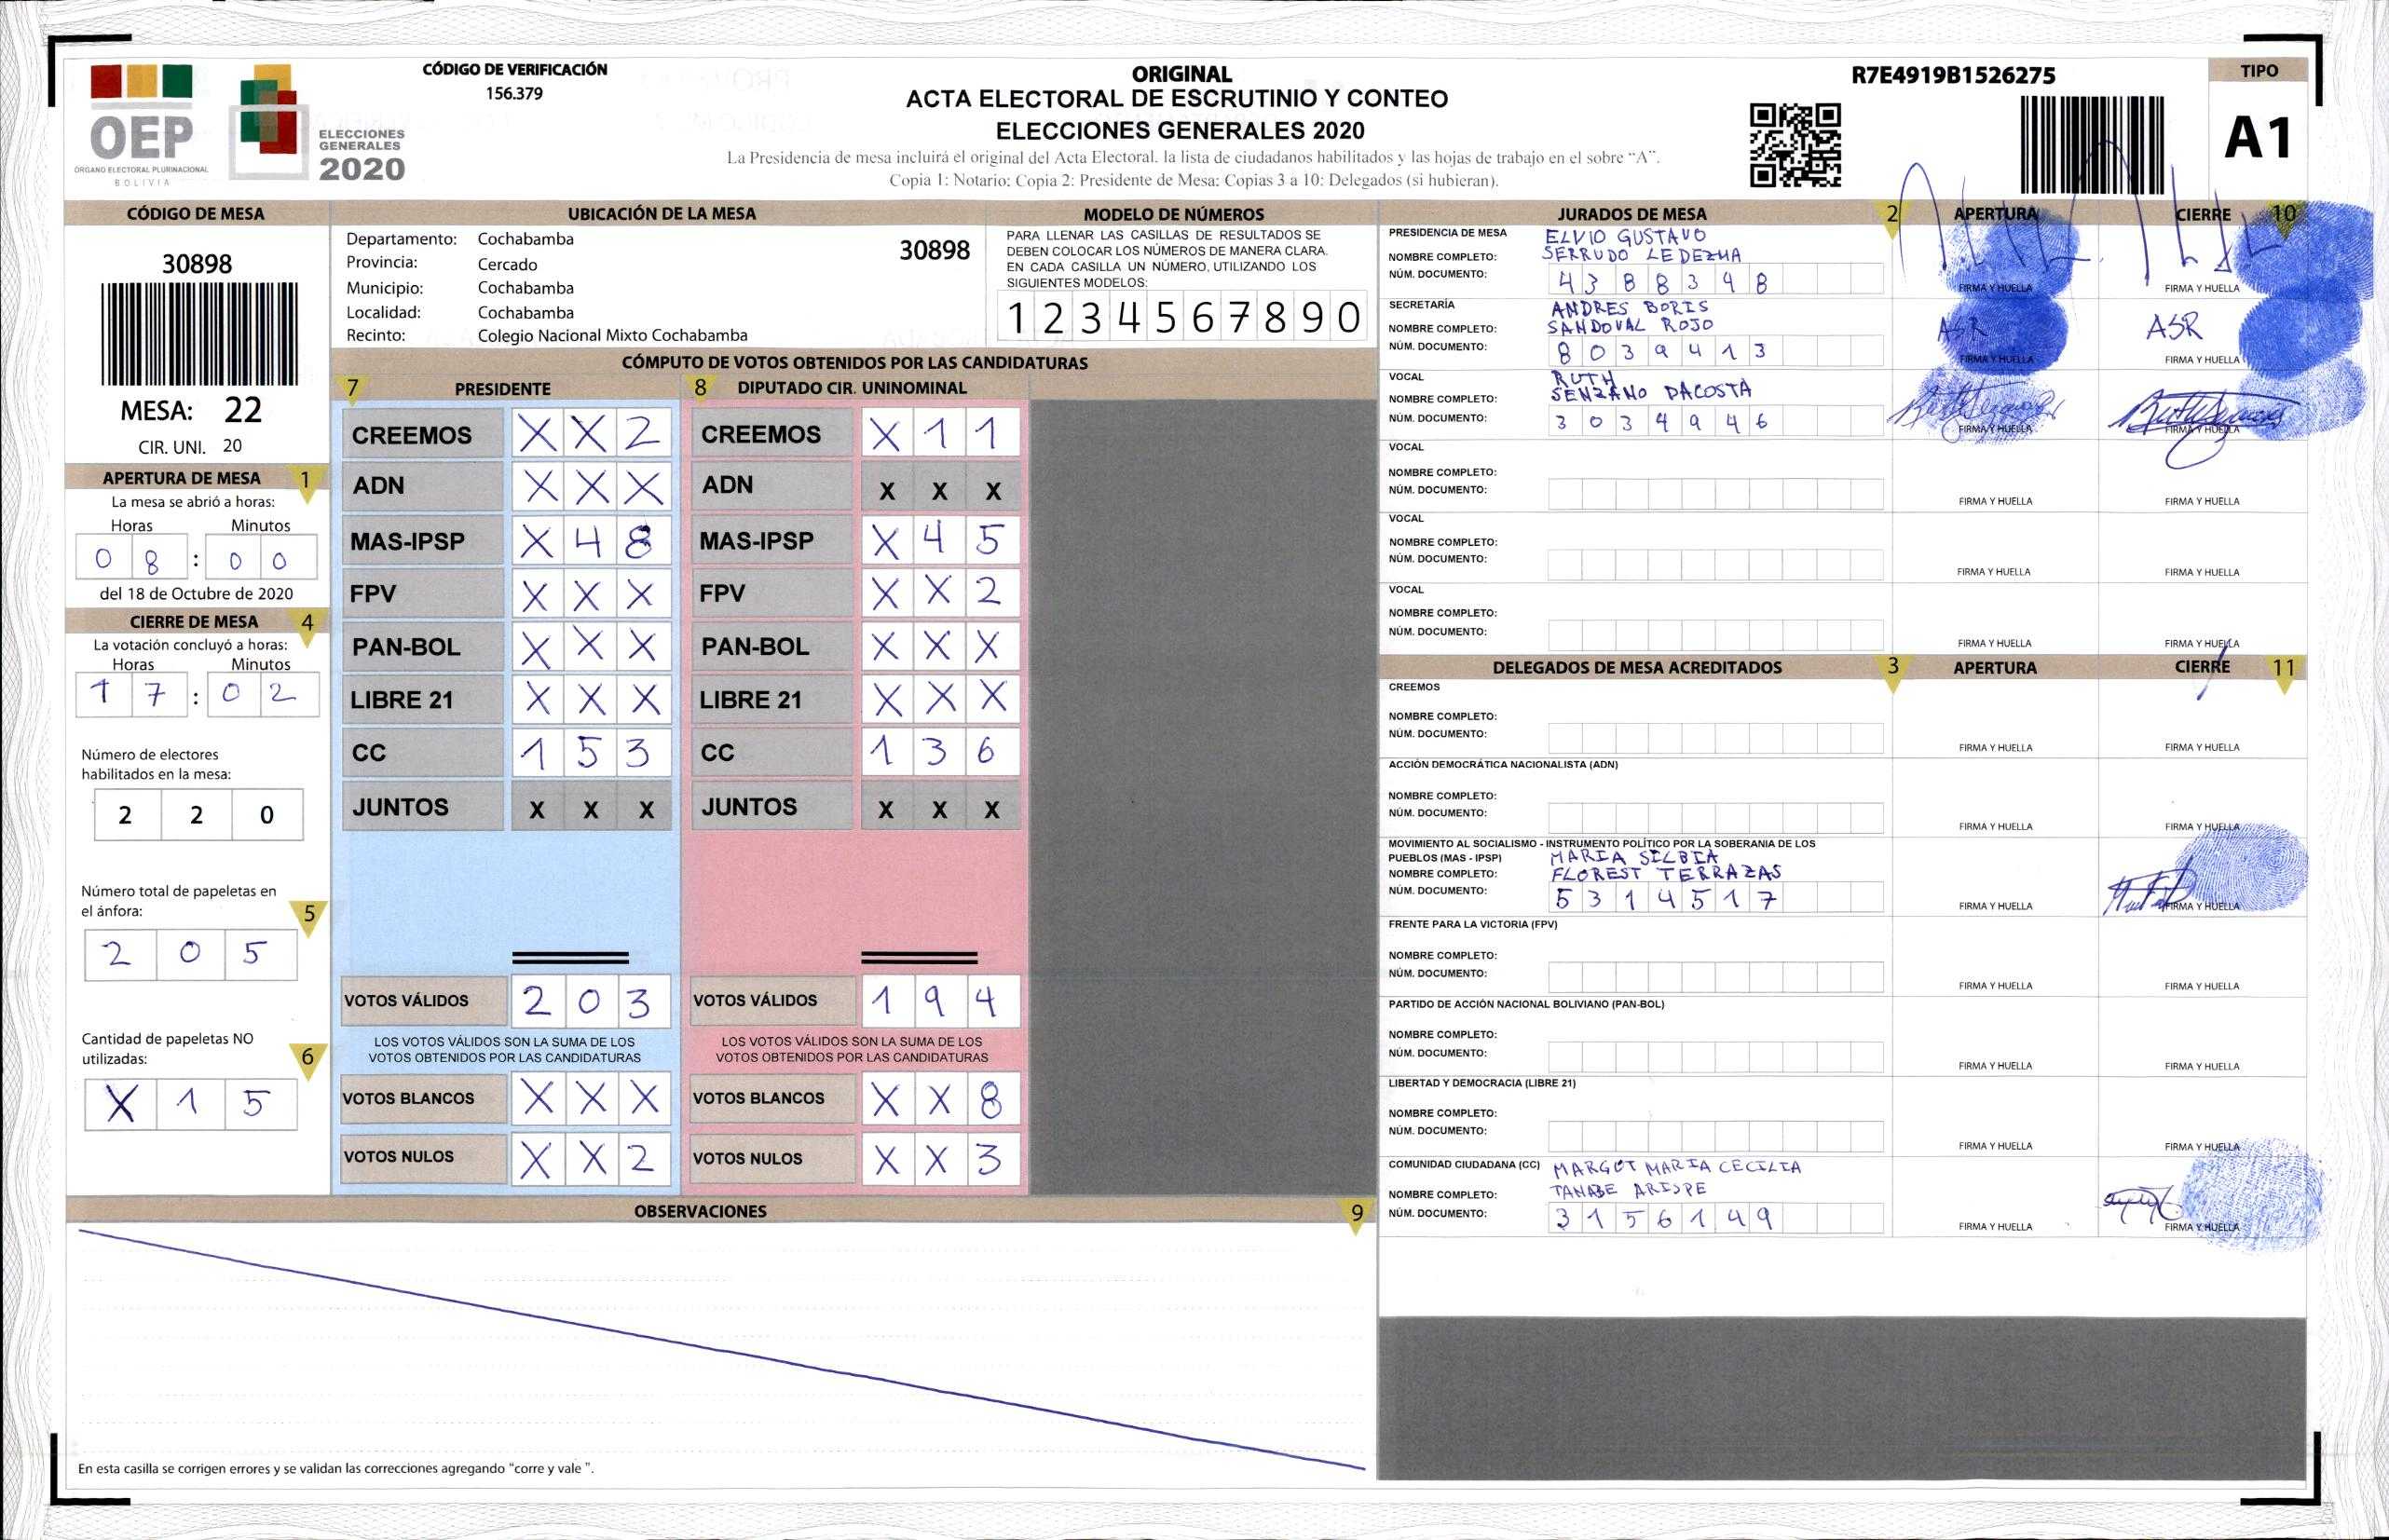 OEP
ÓRGANO ELECTORAL PLURINACIONAL
BOLIVIA
ELECCIONES
GENERALES
2020
CÓDIGO DE VERIFICACIÓN
156.379
ORIGINAL
ACTA ELECTORAL DE ESCRUTINIO Y CONTEO
ELECCIONES GENERALES 2020
La Presidencia de mesa incluirá el original del Acta Electoral. la lista de ciudadanos habilitados y las hojas de trabajo en el sobre “A”.
Copia 1: Notario: Copia 2: Presidente de Mesa: Copias 3 a 10: Delegados (si hubieran).
R7E4919B1526275
TIPO
A1
CÓDIGO DE MESA
30898
MESA: 22
CIR. UNI. 20
APERTURA DE MESA 1
La mesa se abrió a horas:
Horas Minutos
0 8 : 0 0
del 18 de Octubre de 2020
CIERRE DE MESA 4
La votación concluyó a horas:
Horas Minutos
1 7 : 0 2
Número de electores
habilitados en la mesa:
2 2 0
Número total de papeletas en
el ánfora: 5
2 0 5
Cantidad de papeletas NO
utilizadas: 6
X 1 5
UBICACIÓN DE LA MESA
Departamento: Cochabamba 30898
Provincia: Cercado
Municipio: Cochabamba
Localidad: Cochabamba
Recinto: Colegio Nacional Mixto Cochabamba
MODELO DE NÚMEROS
PARA LLENAR LAS CASILLAS DE RESULTADOS SE
DEBEN COLOCAR LOS NÚMEROS DE MANERA CLARA.
EN CADA CASILLA UN NÚMERO, UTILIZANDO LOS
SIGUIENTES MODELOS:
1 2 3 4 5 6 7 8 9 0
CÓMPUTO DE VOTOS OBTENIDOS POR LAS CANDIDATURAS
7 PRESIDENTE
CREEMOS X X 2
ADN X X X
MAS-IPSP X 4 8
FPV X X X
PAN-BOL X X X
LIBRE 21 X X X
CC 1 5 3
JUNTOS X X X
VOTOS VÁLIDOS 2 0 3
LOS VOTOS VÁLIDOS SON LA SUMA DE LOS
VOTOS OBTENIDOS POR LAS CANDIDATURAS
VOTOS BLANCOS X X X
VOTOS NULOS X X 2
8 DIPUTADO CIR. UNINOMINAL
CREEMOS X 1 1
ADN X X X
MAS-IPSP X 4 5
FPV X X 2
PAN-BOL X X X
LIBRE 21 X X X
CC 1 3 6
JUNTOS X X X
VOTOS VÁLIDOS 1 9 4
LOS VOTOS VÁLIDOS SON LA SUMA DE LOS
VOTOS OBTENIDOS POR LAS CANDIDATURAS
VOTOS BLANCOS X X 8
VOTOS NULOS X X 3
OBSERVACIONES 9
En esta casilla se corrigen errores y se validan las correcciones agregando “corre y vale ”.
JURADOS DE MESA 2 APERTURA CIERRE 10
PRESIDENCIA DE MESA ELVIO GUSTAVO
NOMBRE COMPLETO: SERRUDO LEDEZMA
NÚM. DOCUMENTO: 4 3 8 8 3 4 8 FIRMA Y HUELLA FIRMA Y HUELLA
SECRETARÍA ANDRES BORIS
NOMBRE COMPLETO: SANDOVAL ROJO ASR ASR
NÚM. DOCUMENTO: 8 0 3 9 4 1 3 FIRMA Y HUELLA FIRMA Y HUELLA
VOCAL RUTH
NOMBRE COMPLETO: SENZANO DACOSTA
NÚM. DOCUMENTO: 3 0 3 4 9 4 6 FIRMA Y HUELLA FIRMA Y HUELLA
VOCAL
NOMBRE COMPLETO:
NÚM. DOCUMENTO: FIRMA Y HUELLA FIRMA Y HUELLA
VOCAL
NOMBRE COMPLETO:
NÚM. DOCUMENTO: FIRMA Y HUELLA FIRMA Y HUELLA
VOCAL
NOMBRE COMPLETO:
NÚM. DOCUMENTO: FIRMA Y HUELLA FIRMA Y HUELLA
DELEGADOS DE MESA ACREDITADOS 3 APERTURA CIERRE 11
CREEMOS
NOMBRE COMPLETO:
NÚM. DOCUMENTO: FIRMA Y HUELLA FIRMA Y HUELLA
ACCIÓN DEMOCRÁTICA NACIONALISTA (ADN)
NOMBRE COMPLETO:
NÚM. DOCUMENTO: FIRMA Y HUELLA FIRMA Y HUELLA
MOVIMIENTO AL SOCIALISMO - INSTRUMENTO POLÍTICO POR LA SOBERANIA DE LOS
PUEBLOS (MAS - IPSP) MARIA SILBIA
NOMBRE COMPLETO: FLOREST TERRAZAS
NÚM. DOCUMENTO: 5 3 1 4 5 1 7 FIRMA Y HUELLA FIRMA Y HUELLA
FRENTE PARA LA VICTORIA (FPV)
NOMBRE COMPLETO:
NÚM. DOCUMENTO: FIRMA Y HUELLA FIRMA Y HUELLA
PARTIDO DE ACCIÓN NACIONAL BOLIVIANO (PAN-BOL)
NOMBRE COMPLETO:
NÚM. DOCUMENTO: FIRMA Y HUELLA FIRMA Y HUELLA
LIBERTAD Y DEMOCRACIA (LIBRE 21)
NOMBRE COMPLETO:
NÚM. DOCUMENTO: FIRMA Y HUELLA FIRMA Y HUELLA
COMUNIDAD CIUDADANA (CC) MARGOT MARIA CECILIA
NOMBRE COMPLETO: TANABE ARISPE
NÚM. DOCUMENTO: 3 1 5 6 1 4 9 FIRMA Y HUELLA FIRMA Y HUELLA